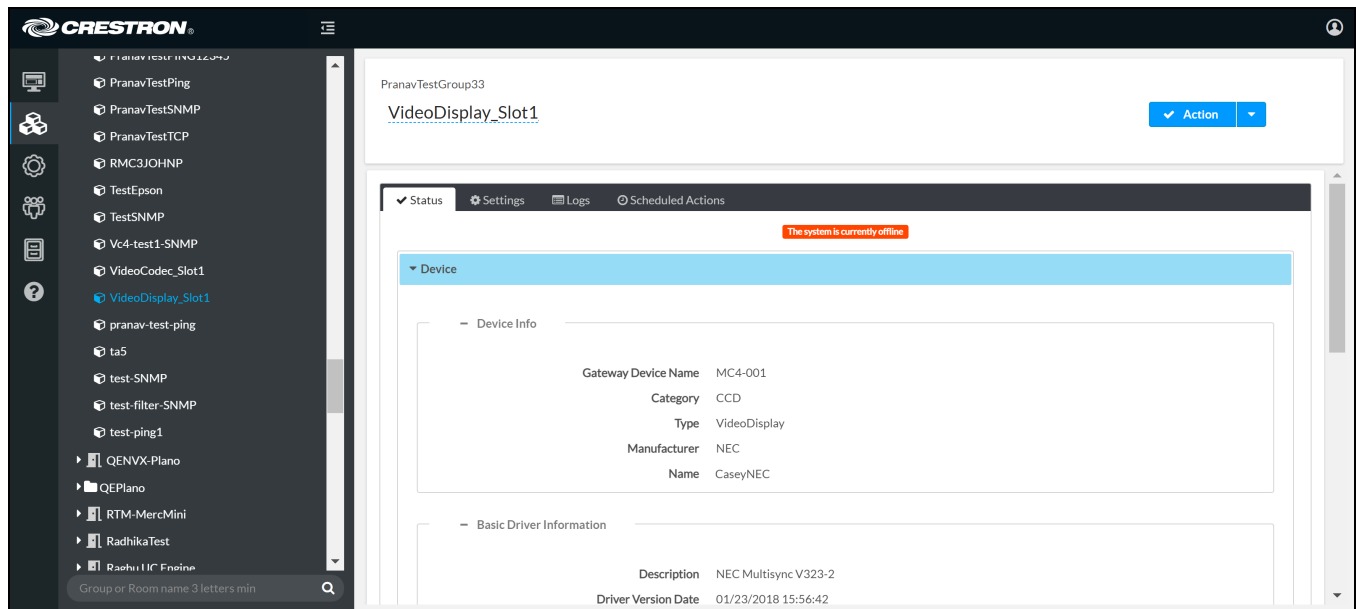 CRESTRON®
PranavTestPING12345
PranavTestPing
PranavTestSNMP
PranavTestTCP
RMC3JOHNP
TestEpson
TestSNMP
Vc4-test1-SNMP
VideoCodec_Slot1
VideoDisplay_Slot1
pranav-test-ping
ta5
test-SNMP
test-filter-SNMP
test-ping1
QENVX-Plano
QEPlano
RTM-MercMini
RadhikaTest
Raghu UC Engine
Group or Room name 3 letters min
PranavTestGroup33
VideoDisplay_Slot1
Action
Status Settings Logs Scheduled Actions
The system is currently offline
Device
Device Info
Gateway Device Name MC4-001
Category CCD
Type VideoDisplay
Manufacturer NEC
Name CaseyNEC
Basic Driver Information
Description NEC Multisync V323-2
Driver Version Date 01/23/2018 15:56:42